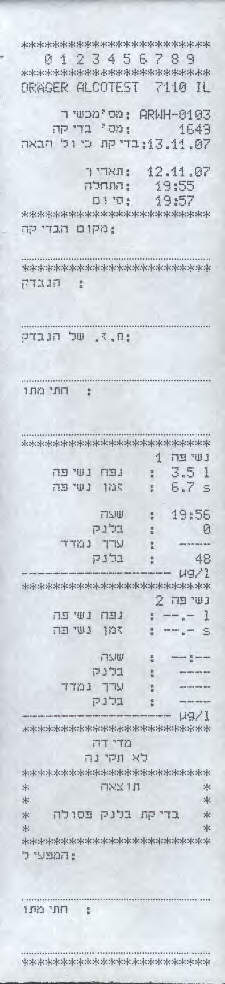 ************************
0 1 2 3 4 5 6 7 8 9
************************
DRÄGER ALCOTEST 7110 IL
מס' מכשיר: ARWH-0103
מס' בדיקה: 1649
בדיקת כיול הבאה: 13.11.07
תאריך: 12.11.07
התחלה: 19:55
סיום: 19:57
************************
מקום הבדיקה:
************************
הנבדק :
ת.ז. של הנבדק:
חתימתו :
************************
נשיפה 1
נפח נשיפה : 3.5 l
זמן נשיפה : 6.7 s
שעה : 19:56
בלנק : 0
ערך נמדד : ----
בלנק : 48
------------------ µg/l
************************
נשיפה 2
נפח נשיפה : --.- l
זמן נשיפה : --.- s
שעה : --:--
בלנק : ----
ערך נמדד : ----
בלנק : ----
------------------ µg/l
************************
מדידה
לא תקינה
************************
* תוצאה *
* *
* בדיקת בלנק פסולה *
* *
************************
המפעיל:
חתימתו :
************************